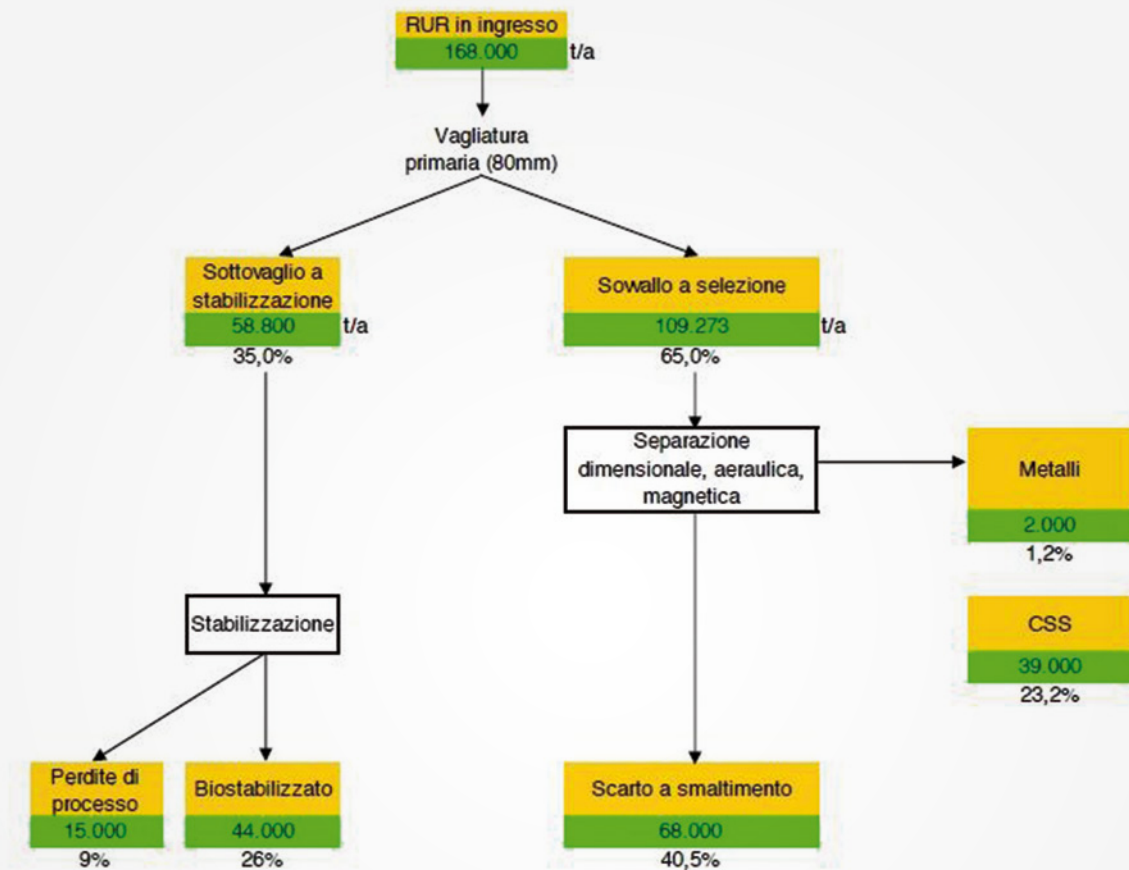 RUR in ingresso
168.000 t/a
Vagliatura
primaria (80mm)
Sottovaglio a
stabilizzazione
58.800 t/a
35,0%
Sowallo a selezione
109.273 t/a
65,0%
Separazione
dimensionale, aeraulica,
magnetica
Metalli
2.000
1,2%
CSS
39.000
23,2%
Stabilizzazione
Perdite di
processo
15.000
9%
Biostabilizzato
44.000
26%
Scarto a smaltimento
68.000
40,5%